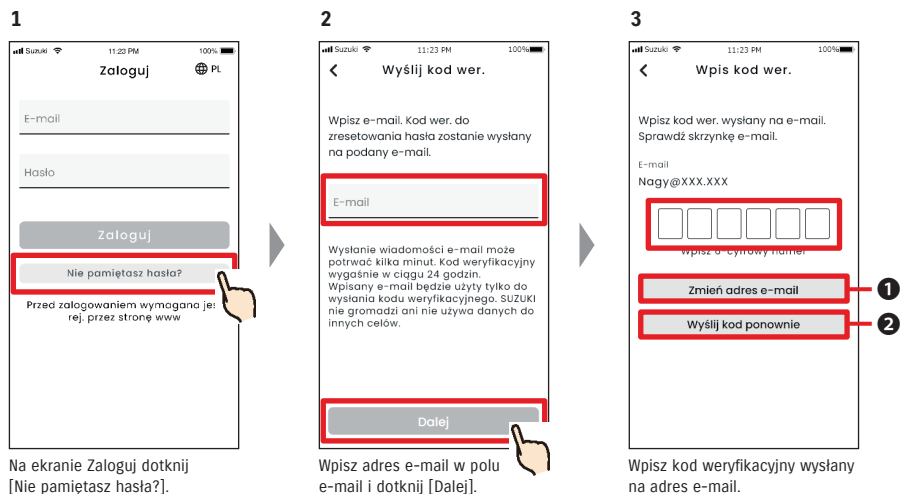 1
Suzuki 11:23 PM 100%
Zaloguj PL
E-mail
Hasło
Zaloguj
Nie pamiętasz hasła?
Przed zalogowaniem wymagana
rej. przez stronę www
Na ekranie Zaloguj dotknij
[Nie pamiętasz hasła?].
2
Suzuki 11:23 PM 100%
Wyślij kod wer.
Wpisz e-mail. Kod wer. do
zresetowania hasła zostanie wysłany
na podany e-mail.
E-mail
Wysłanie wiadomości e-mail może
potrwać kilka minut. Kod weryfikacyjny
wygaśnie w ciągu 24 godzin.
Wpisany e-mail będzie użyty tylko do
wysłania kodu weryfikacyjnego. SUZUKI
nie gromadzi ani nie używa danych do
innych celów.
Dalej
Wpisz adres e-mail w polu
e-mail i dotknij [Dalej].
3
Suzuki 11:23 PM 100%
Wpis kod wer.
Wpisz kod wer. wysłany na e-mail.
Sprawdź skrzynkę e-mail.
E-mail
Nagy@XXX.XXX
Wpisz 6-cyfrowy numer
Zmień adres e-mail 1
Wyślij kod ponownie 2
Wpisz kod weryfikacyjny wysłany
na adres e-mail.